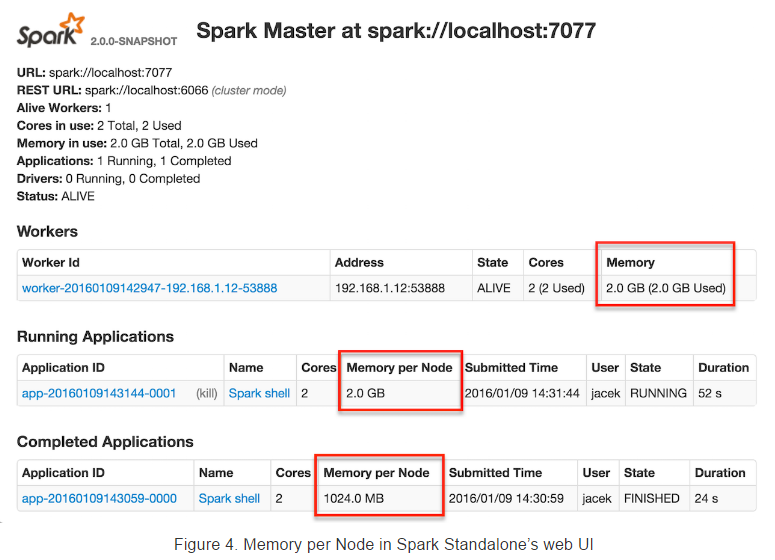 Spark 2.0.0-SNAPSHOT Spark Master at spark://localhost:7077
URL: spark://localhost:7077
REST URL: spark://localhost:6066 (cluster mode)
Alive Workers: 1
Cores in use: 2 Total, 2 Used
Memory in use: 2.0 GB Total, 2.0 GB Used
Applications: 1 Running, 1 Completed
Drivers: 0 Running, 0 Completed
Status: ALIVE
Workers
Worker Id Address State Cores Memory
worker-20160109142947-192.168.1.12-53888 192.168.1.12:53888 ALIVE 2 (2 Used) 2.0 GB (2.0 GB Used)
Running Applications
Application ID Name Cores Memory per Node Submitted Time User State Duration
app-20160109143144-0001 (kill) Spark shell 2 2.0 GB 2016/01/09 14:31:44 jacek RUNNING 52 s
Completed Applications
Application ID Name Cores Memory per Node Submitted Time User State Duration
app-20160109143059-0000 Spark shell 2 1024.0 MB 2016/01/09 14:30:59 jacek FINISHED 24 s
Figure 4. Memory per Node in Spark Standalone’s web UI